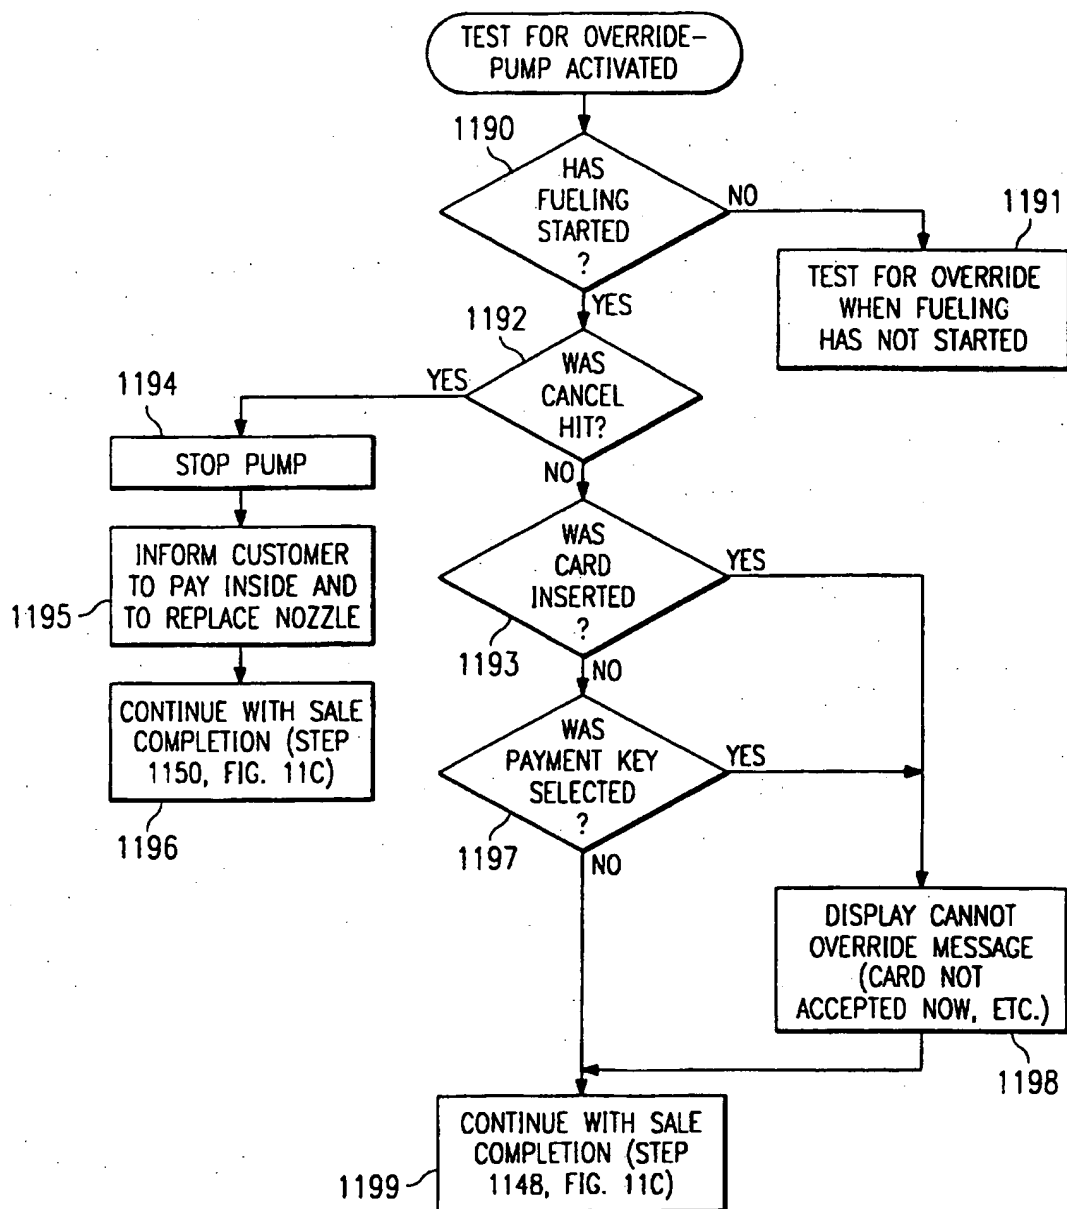 TEST FOR OVERRIDE-
PUMP ACTIVATED
1190
HAS
FUELING
STARTED
?
NO
1191
TEST FOR OVERRIDE
WHEN FUELING
HAS NOT STARTED
YES
1192
WAS
CANCEL
HIT?
YES
1194
STOP PUMP
NO
INFORM CUSTOMER
TO PAY INSIDE AND
TO REPLACE NOZZLE
1195
WAS
CARD
INSERTED
?
YES
1193
NO
CONTINUE WITH SALE
COMPLETION (STEP
1150, FIG. 11C)
1196
WAS
PAYMENT KEY
SELECTED
?
YES
1197
NO
DISPLAY CANNOT
OVERRIDE MESSAGE
(CARD NOT
ACCEPTED NOW, ETC.)
1198
CONTINUE WITH SALE
COMPLETION (STEP
1148, FIG. 11C)
1199